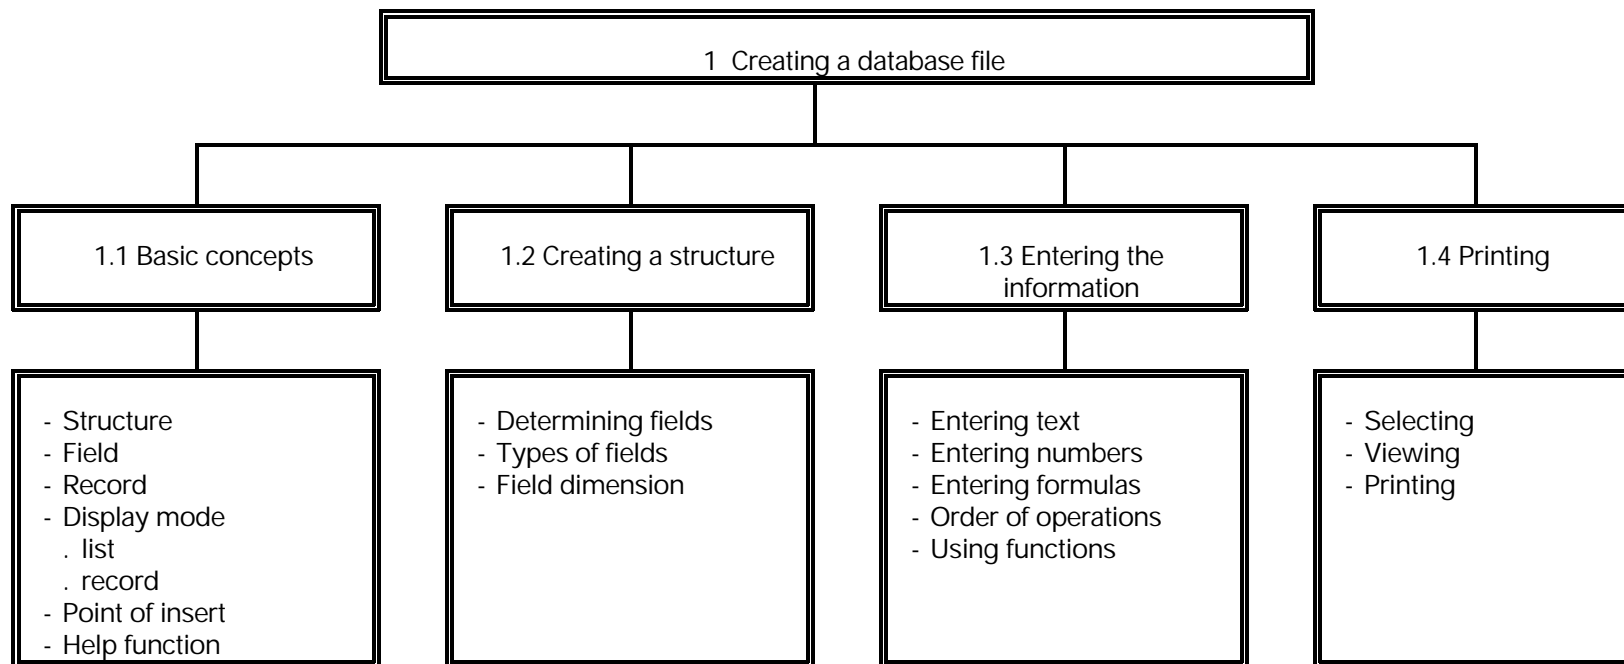 1 Creating a database file
1.1 Basic concepts
1.2 Creating a structure
1.3 Entering the
information
1.4 Printing
- Structure
- Field
- Record
- Display mode
. list
. record
- Point of insert
- Help function
- Determining fields
- Types of fields
- Field dimension
- Entering text
- Entering numbers
- Entering formulas
- Order of operations
- Using functions
- Selecting
- Viewing
- Printing